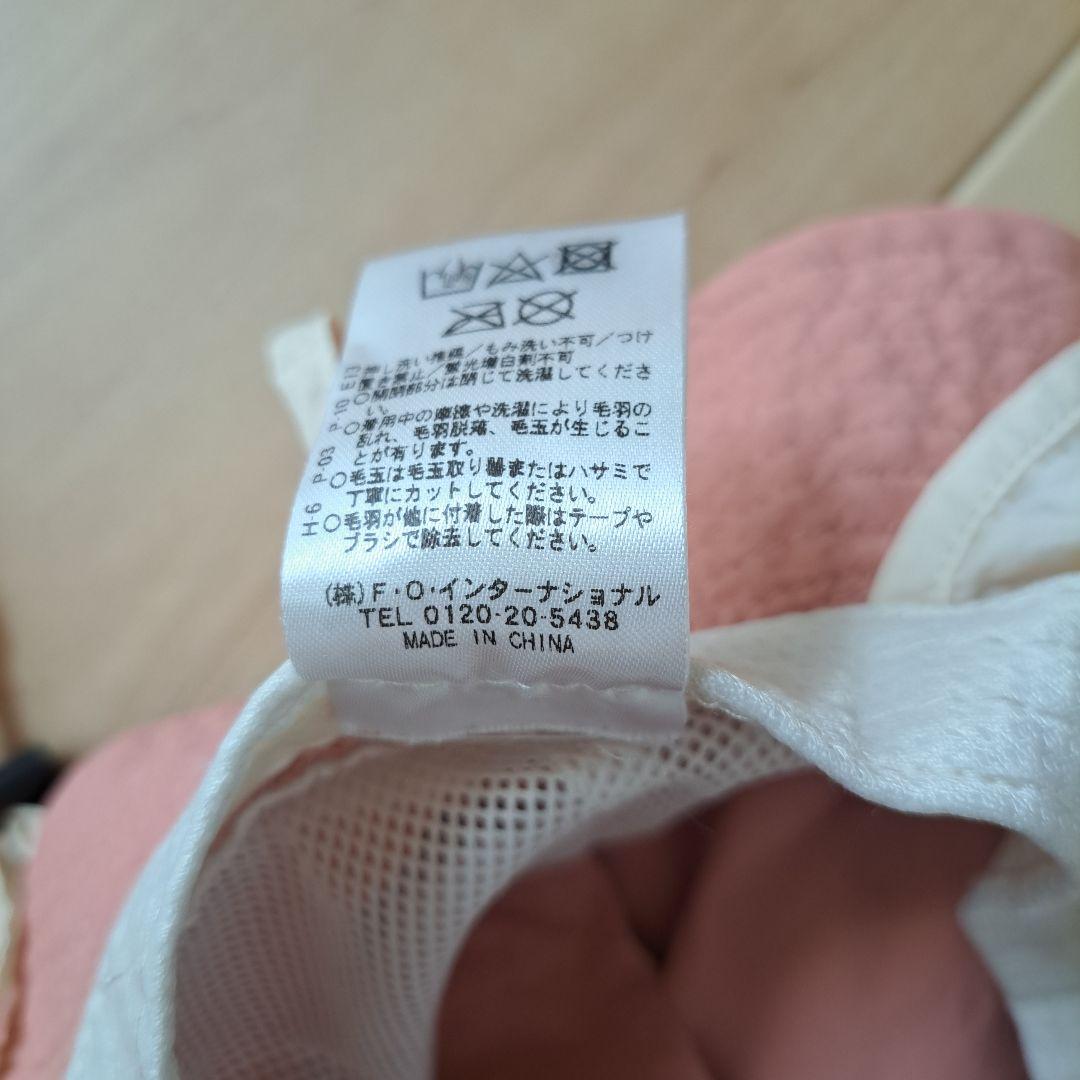 押し洗い推奨/もみ洗い不可/つけ
置き禁止/蛍光増白剤不可
○開閉部分は閉じて洗濯してくださ
い。
○着用中の摩擦や洗濯により毛羽の
乱れ、毛羽脱落、毛玉が生じるこ
とが有ります。
○毛玉は毛玉取り器またはハサミで
丁寧にカットしてください。
○毛羽が他に付着した際はテープや
ブラシで除去してください。
H-6 P-03 P-10
(株)F・O・インターナショナル
TEL 0120-20-5438
MADE IN CHINA